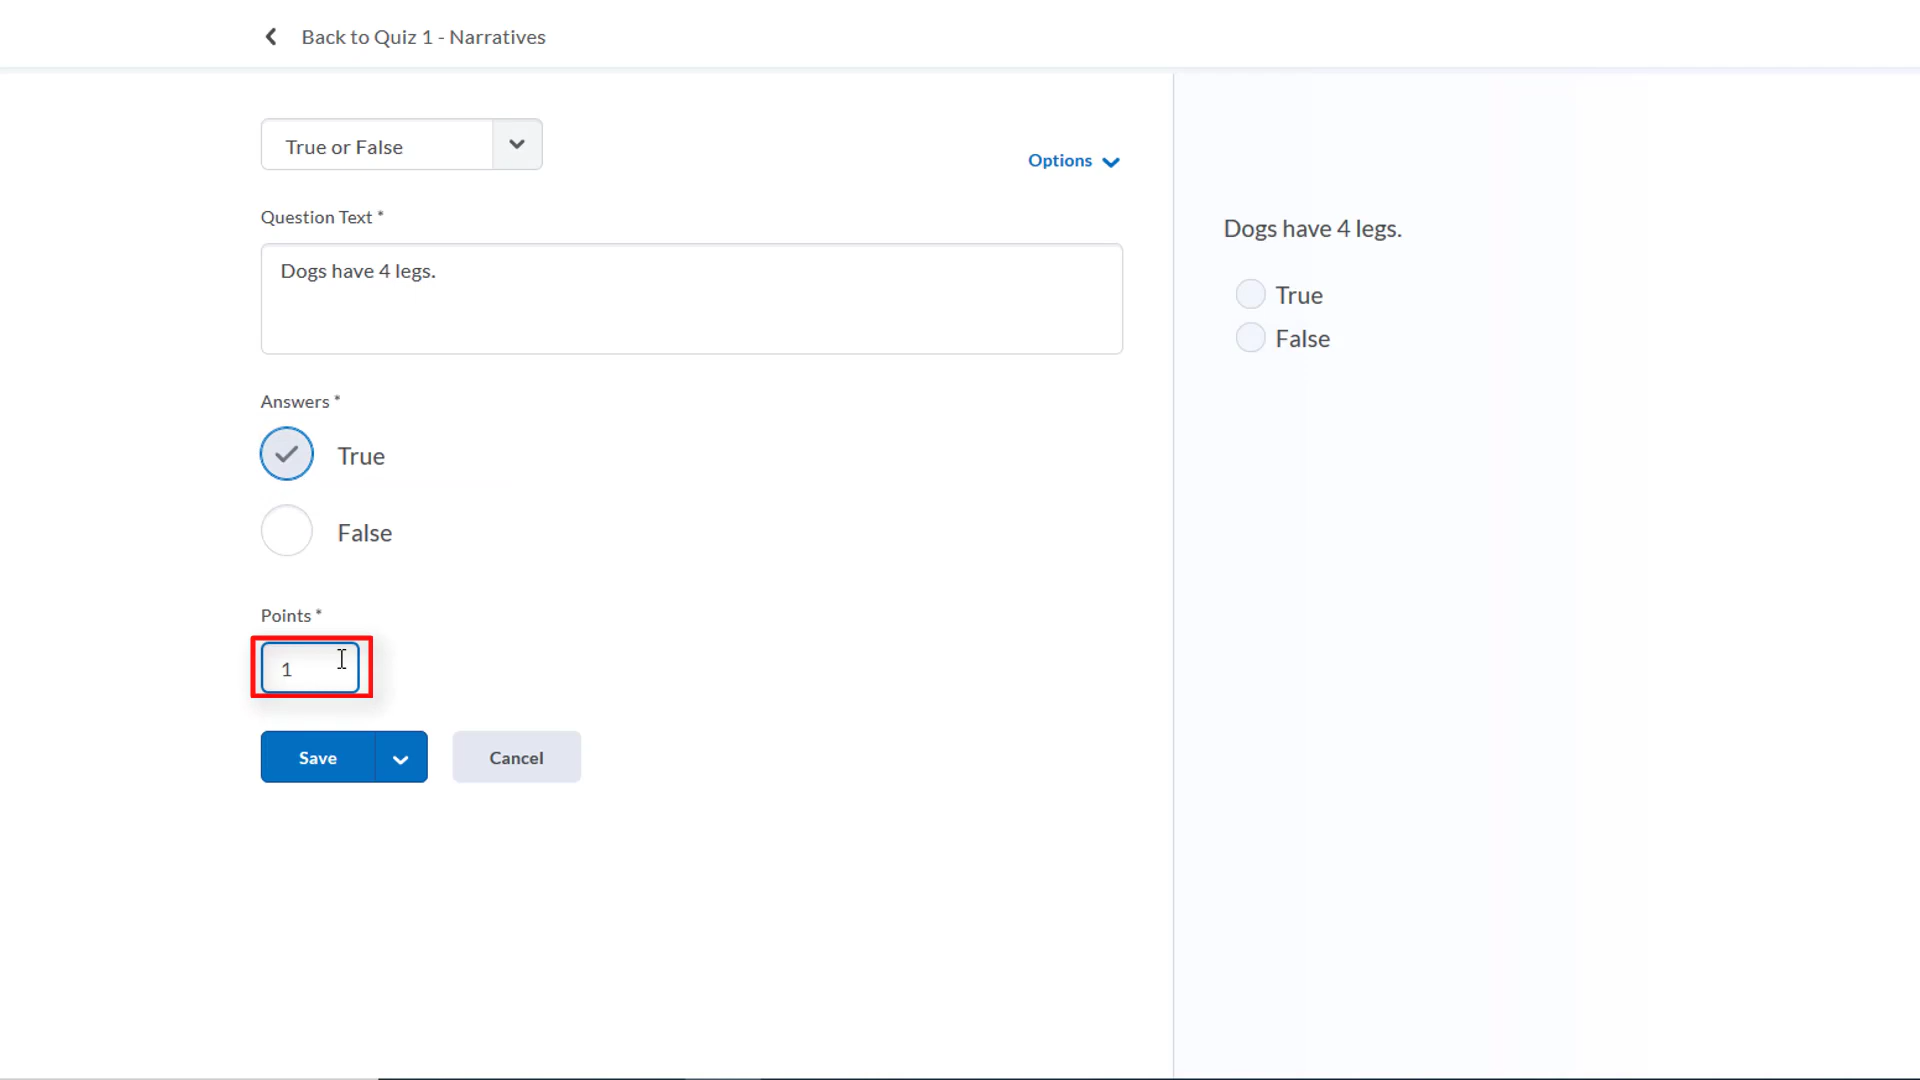 Back to Quiz 1 - Narratives
True or False
Options
Question Text *
Dogs have 4 legs.
Answers *
True
False
Points *
1
Save
Cancel
Dogs have 4 legs.
True
False